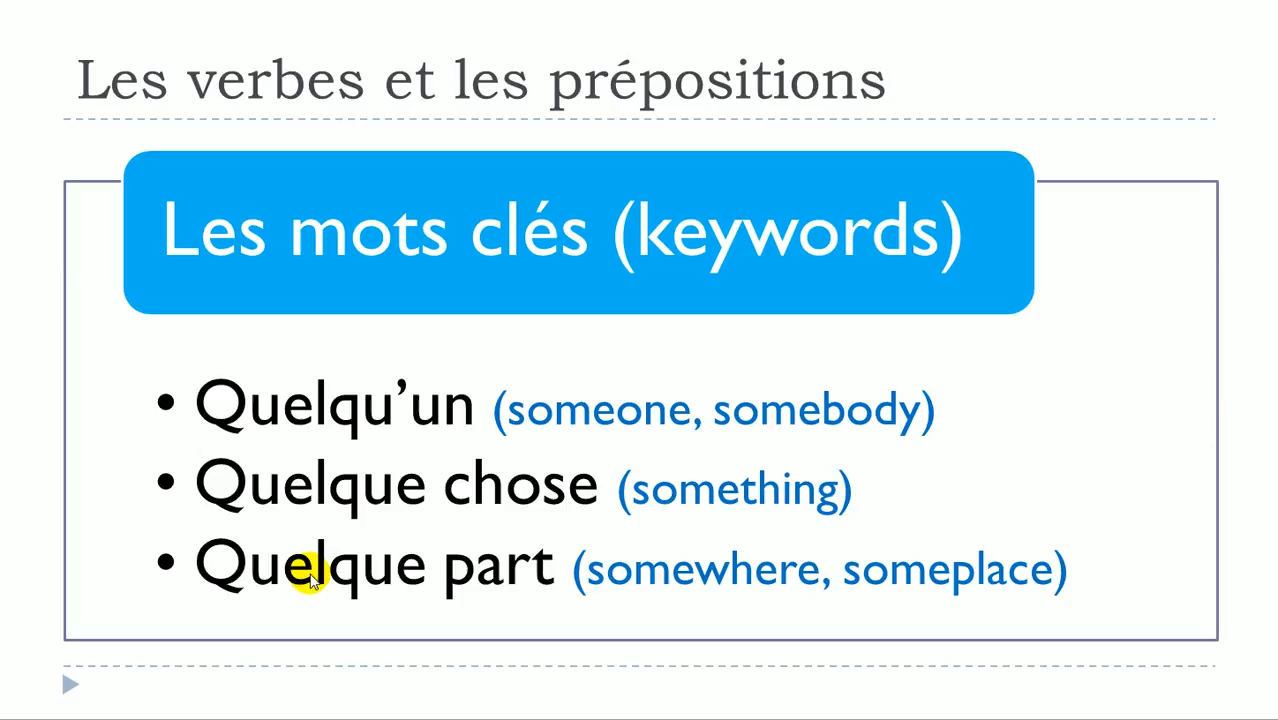 Les verbes et les prépositions
Les mots clés (keywords)
• Quelqu’un (someone, somebody)
• Quelque chose (something)
• Quelque part (somewhere, someplace)